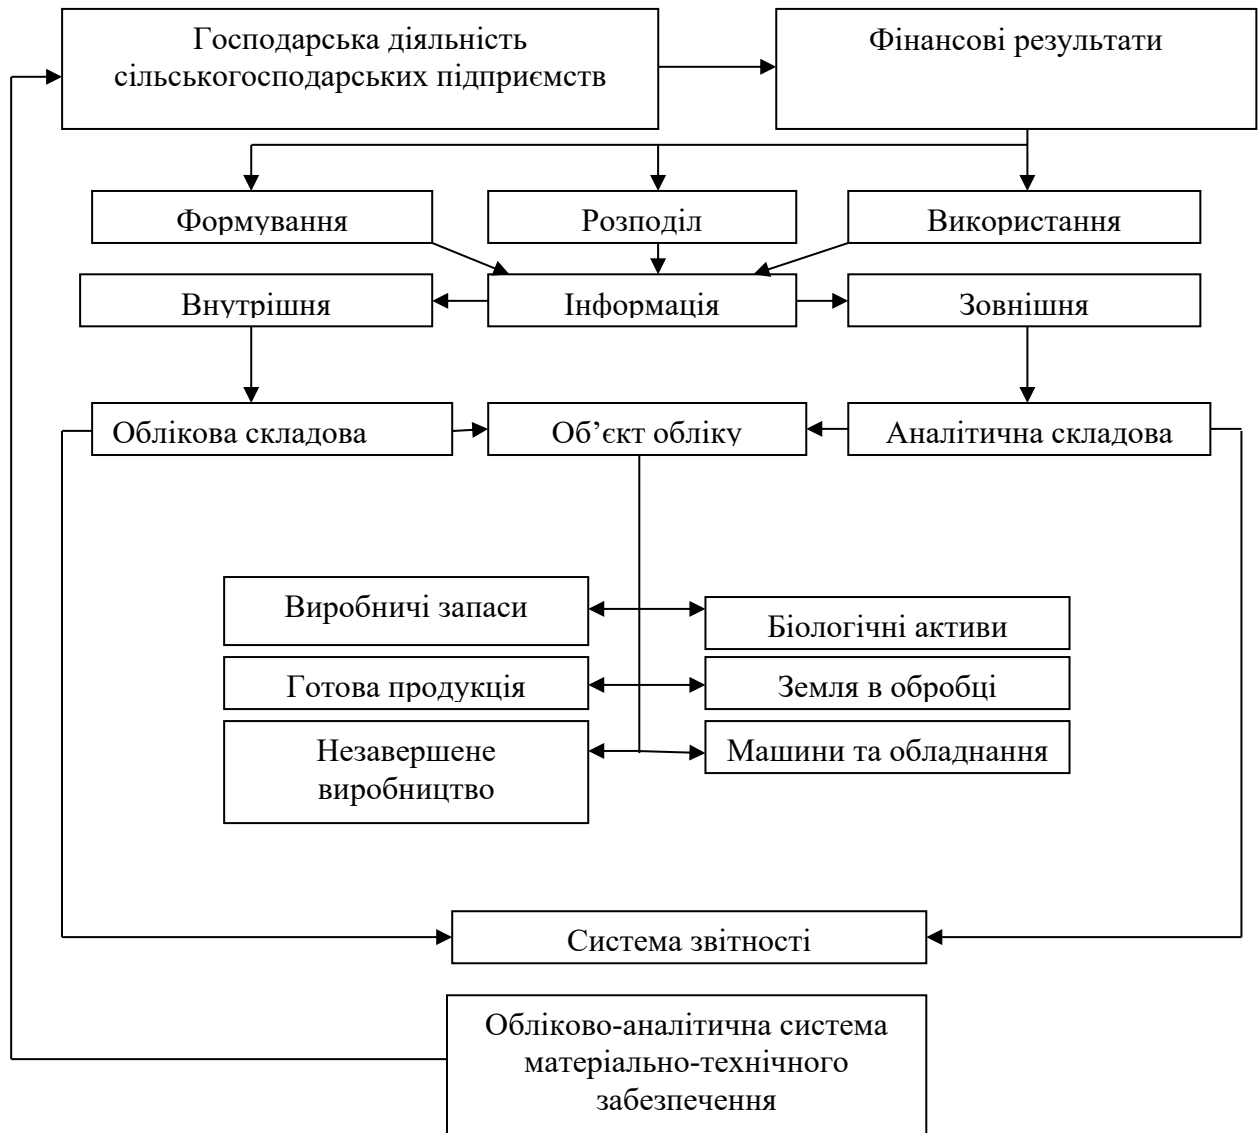 Господарська діяльність
сільськогосподарських підприємств
Фінансові результати
Формування
Розподіл
Використання
Внутрішня
Інформація
Зовнішня
Облікова складова
Об’єкт обліку
Аналітична складова
Виробничі запаси
Біологічні активи
Готова продукція
Земля в обробці
Незавершене
виробництво
Машини та обладнання
Система звітності
Обліково-аналітична система
матеріально-технічного
забезпечення